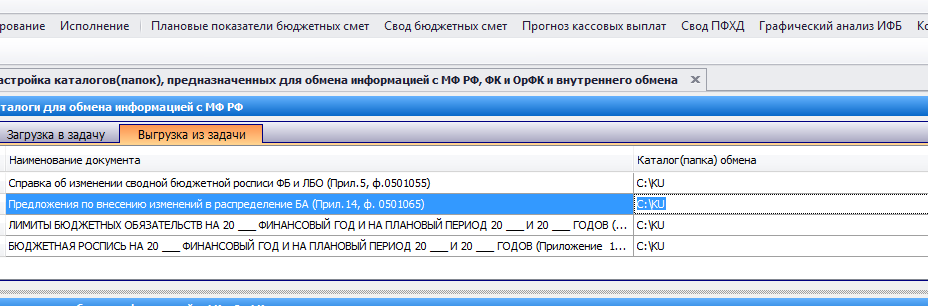 рование Исполнение Плановые показатели бюджетных смет Свод бюджетных смет Прогноз кассовых выплат Свод ПФХД Графический анализ ИФБ
астройка каталогов(папок), предназначенных для обмена информацией с МФ РФ, ФК и ОрФК и внутреннего обмена
талоги для обмена информацией с МФ РФ
Загрузка в задачу Выгрузка из задачи
Наименование документа Каталог(папка) обмена
Справка об изменении сводной бюджетной росписи ФБ и ЛБО (Прил.5, ф.0501055) C:\KU
Предложения по внесению изменений в распределение БА (Прил.14, ф. 0501065) C:\KU
ЛИМИТЫ БЮДЖЕТНЫХ ОБЯЗАТЕЛЬСТВ НА 20 ___ ФИНАНСОВЫЙ ГОД И НА ПЛАНОВЫЙ ПЕРИОД 20 ___ И 20 ___ ГОДОВ (... C:\KU
БЮДЖЕТНАЯ РОСПИСЬ НА 20 ___ ФИНАНСОВЫЙ ГОД И НА ПЛАНОВЫЙ ПЕРИОД 20 ___ И 20 ___ ГОДОВ (Приложение 1... C:\KU